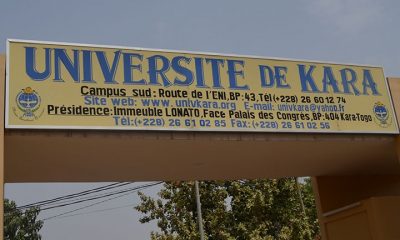 UNIVERSITE DE KARA
Campus sud: Route de l'ENI, BP: 43, Tél (+228) 26 60 12 74
Site web: www.univkara.org E-mail: univkara@yahoo.fr
Présidence: Immeuble LONATO, Face Palais des Congrès, BP: 404 Kara-Togo
Tel: (+228) 26 61 02 85 Fax: (+228) 26 61 02 56